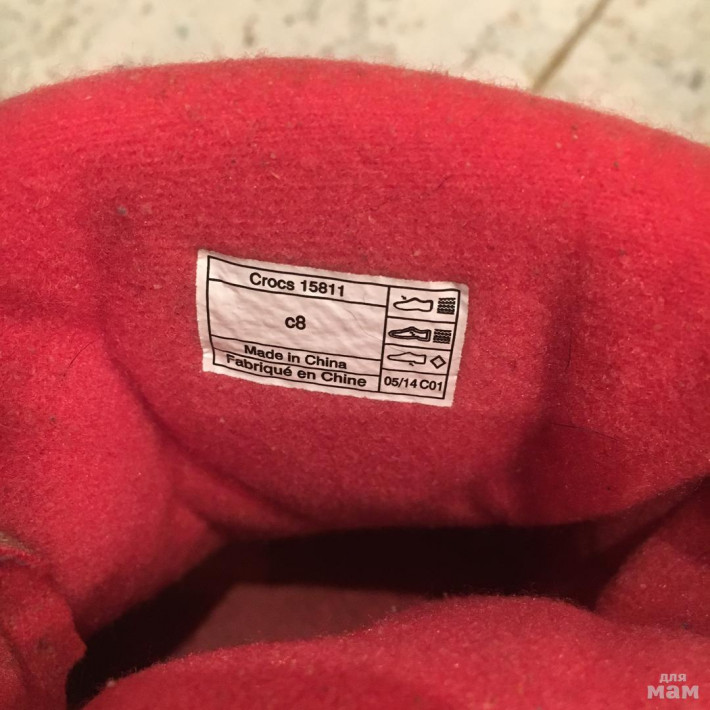 Crocs 15811
c8
Made in China
Fabriqué en Chine
05/14 C01
для
мам